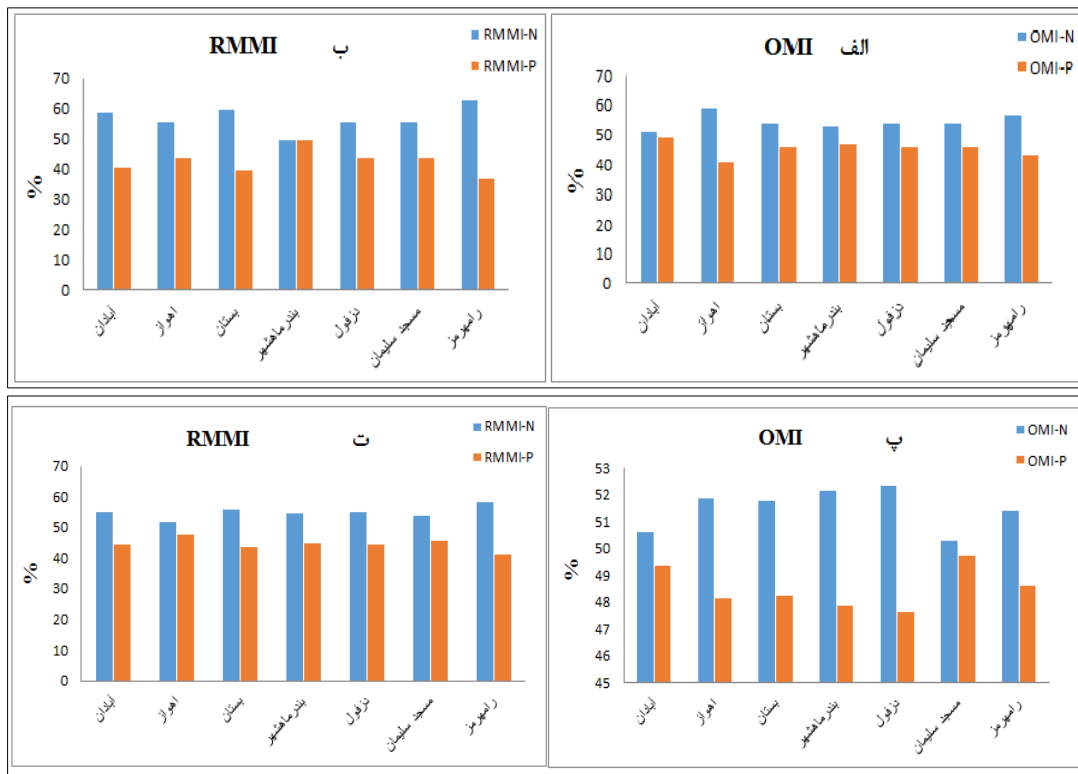 RMMI ب
RMMI-N
RMMI-P
70
60
50
40
30
20
10
0
%
آبادان
اهواز
بستان
بندرماهشهر
دزفول
مسجد سلیمان
رامهرمز
OMI الف
OMI-N
OMI-P
70
60
50
40
30
20
10
0
%
آبادان
اهواز
بستان
بندرماهشهر
دزفول
مسجد سلیمان
رامهرمز
RMMI ت
RMMI-N
RMMI-P
70
60
50
40
30
20
10
0
%
آبادان
اهواز
بستان
بندرماهشهر
دزفول
مسجد سلیمان
رامهرمز
OMI پ
OMI-N
OMI-P
53
52
51
50
49
48
47
46
45
%
آبادان
اهواز
بستان
بندرماهشهر
دزفول
مسجد سلیمان
رامهرمز